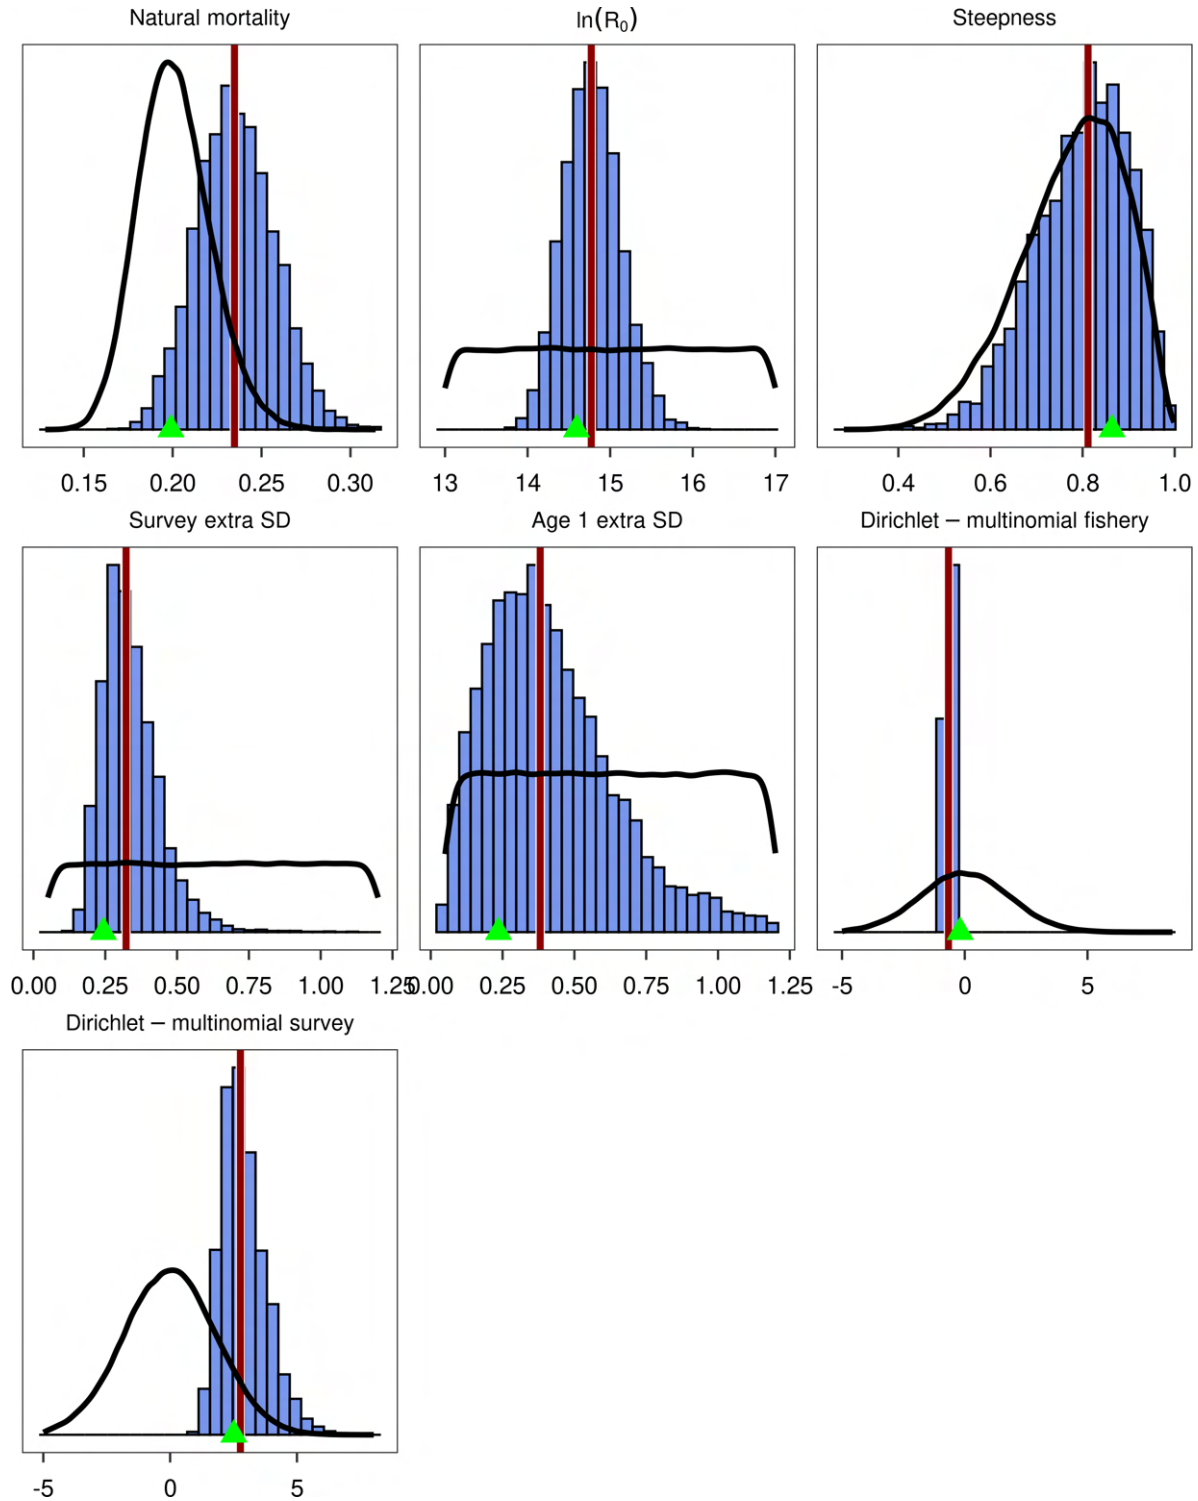 Natural mortality
ln(R₀)
Steepness
0.15 0.20 0.25 0.30
13 14 15 16 17
0.4 0.6 0.8 1.0
Survey extra SD
Age 1 extra SD
Dirichlet – multinomial fishery
0.00 0.25 0.50 0.75 1.00 1.25
0.00 0.25 0.50 0.75 1.00 1.25
-5 0 5
Dirichlet – multinomial survey
-5 0 5